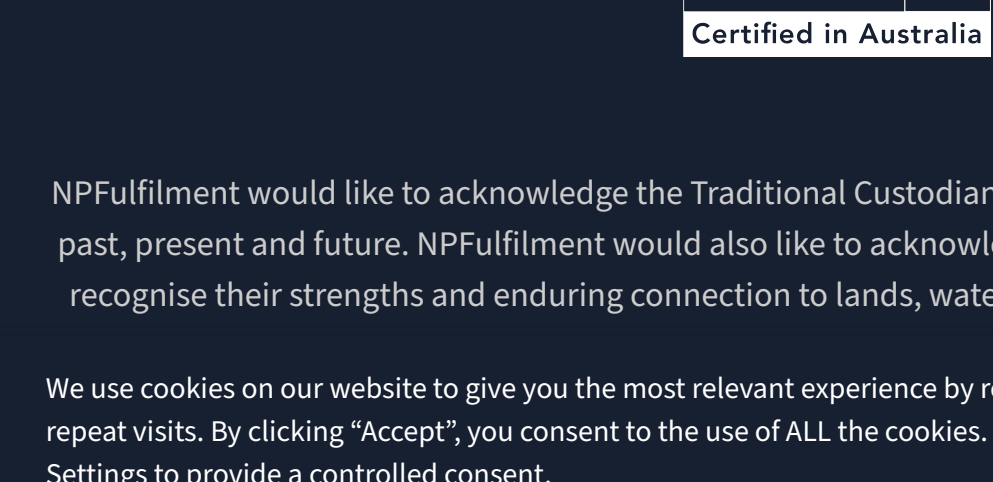 Certified in Australia
NPFulfilment would like to acknowledge the Traditional Custodian
past, present and future. NPFulfilment would also like to acknowl
recognise their strengths and enduring connection to lands, wate
We use cookies on our website to give you the most relevant experience by r
repeat visits. By clicking “Accept”, you consent to the use of ALL the cookies.
Settings to provide a controlled consent.